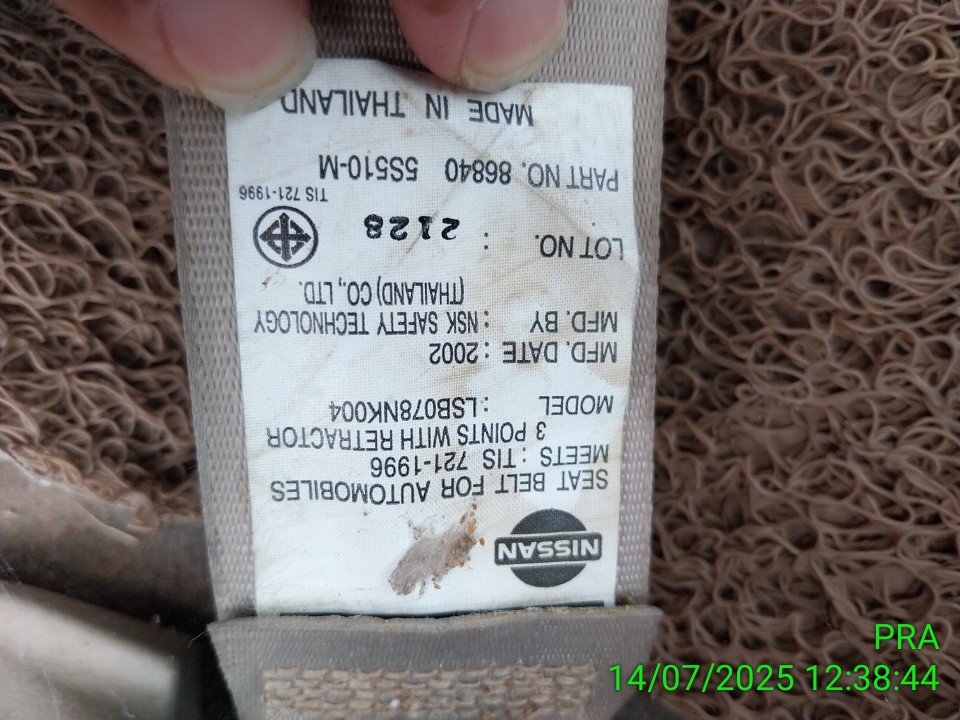 NISSAN
SEAT BELT FOR AUTOMOBILES
MEETS : TIS 721-1996
3 POINTS WITH RETRACTOR
MODEL :LSB078NK004
MFD. DATE : 2002
MFD. BY : NSK SAFETY TECHNOLOGY
(THAILAND) CO., LTD.
LOT NO. : 2128
TIS 721-1996
PART NO. 86840 5S510-M
MADE IN THAILAND
PRA
14/07/2025 12:38:44